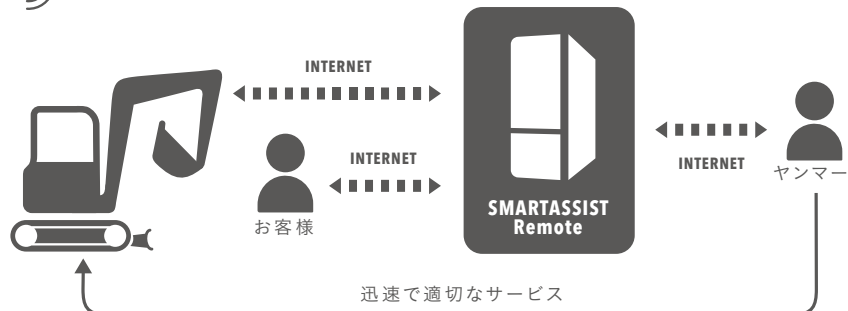 INTERNET
INTERNET
お客様
SMARTASSIST
Remote
INTERNET
ヤンマー
迅速で適切なサービス